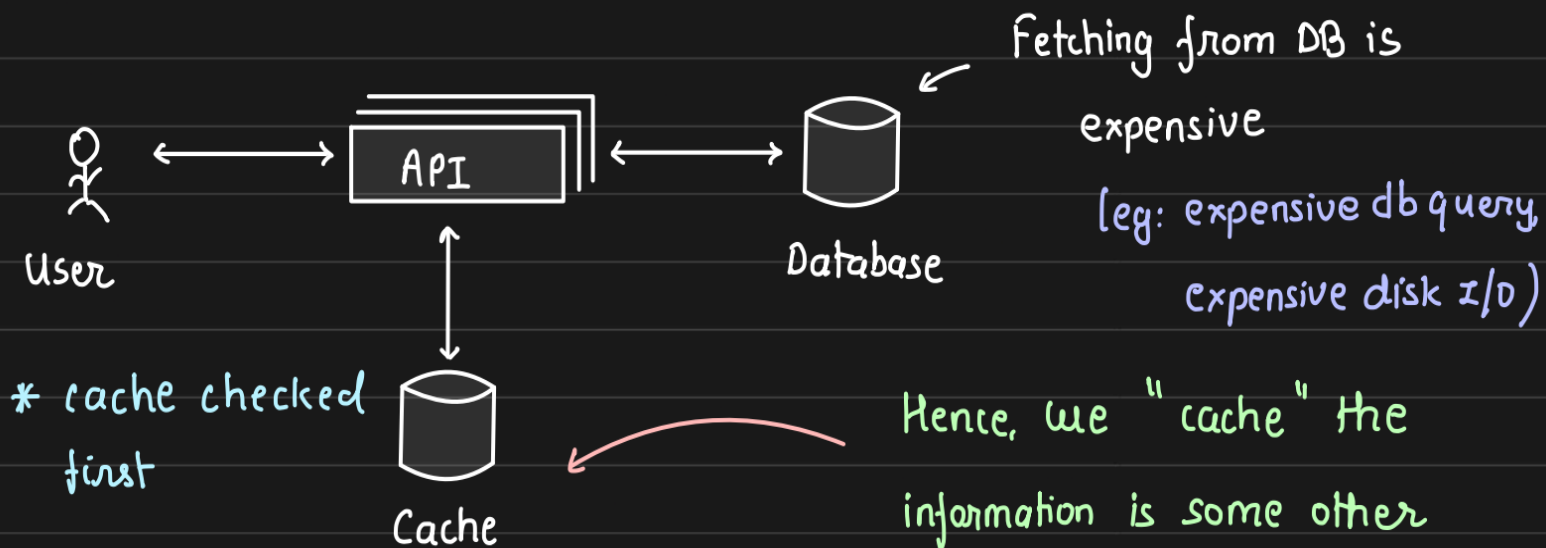 Fetching from DB is
expensive
(eg: expensive db query,
expensive disk I/O)
API
User
Database
* cache checked
first
Cache
Hence, we "cache" the
information is some other